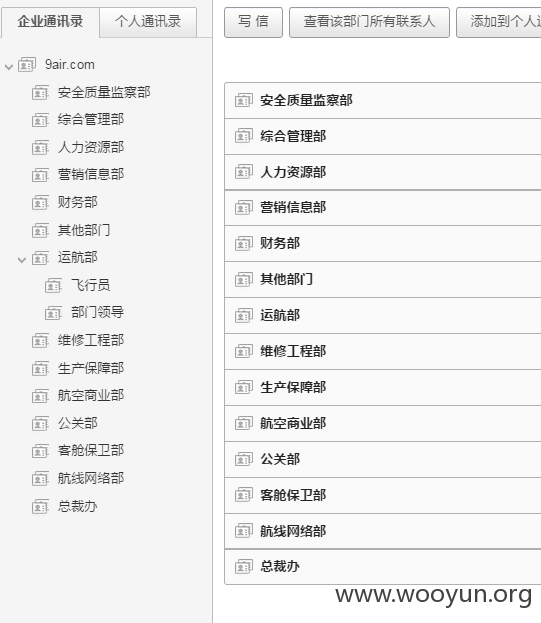 企业通讯录
个人通讯录
9air.com
安全质量监察部
综合管理部
人力资源部
营销信息部
财务部
其他部门
运航部
飞行员
部门领导
维修工程部
生产保障部
航空商业部
公关部
客舱保卫部
航线网络部
总裁办
写 信
查看该部门所有联系人
添加到个人通
安全质量监察部
综合管理部
人力资源部
营销信息部
财务部
其他部门
运航部
维修工程部
生产保障部
航空商业部
公关部
客舱保卫部
航线网络部
总裁办
www.wooyun.org